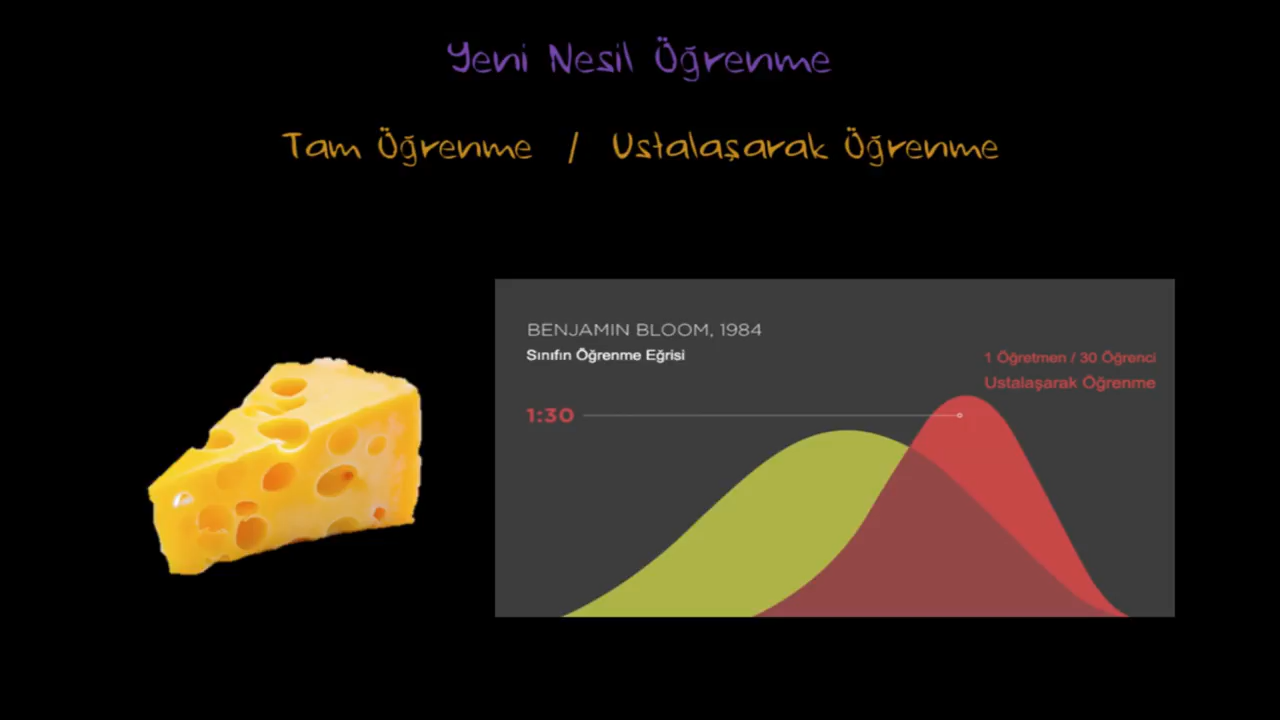 Yeni Nesil Öğrenme
Tam Öğrenme / Ustalaşarak Öğrenme
BENJAMIN BLOOM, 1984
Sınıfın Öğrenme Eğrisi
1 Öğretmen / 30 Öğrenci
Ustalaşarak Öğrenme
1:30